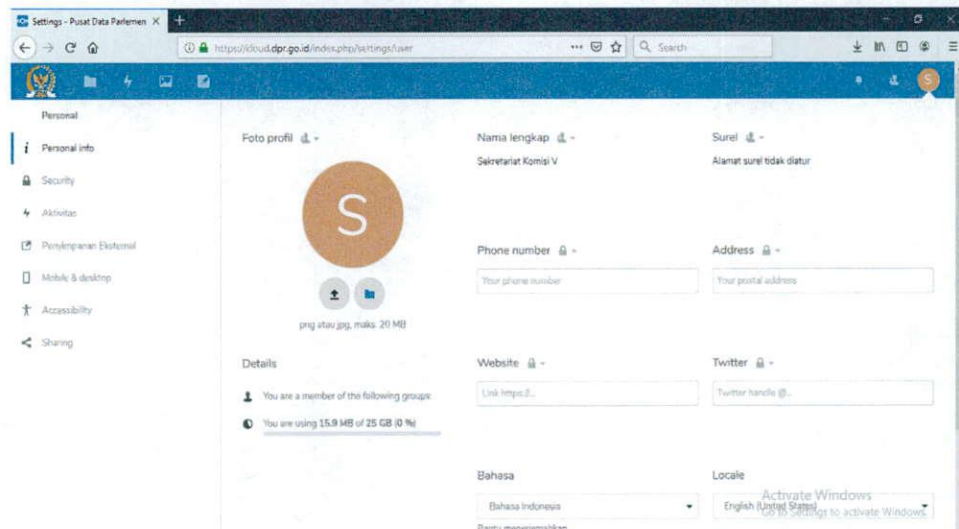 Settings - Pusat Data Parlemen
https://cloud.dpr.go.id/index.php/settings/user
Search
S
Personal
Personal info
Security
Aktivitas
Penyimpanan Eksternal
Mobile & desktop
Accessibility
Sharing
Foto profil
S
png atau jpg, maks. 20 MB
Details
You are a member of the following groups:
You are using 15.9 MB of 25 GB (0 %)
Nama lengkap
Sekretariat Komisi V
Surel
Alamat surel tidak diatur
Phone number
Your phone number
Address
Your postal address
Website
Link https://...
Twitter
Twitter handle @...
Bahasa
Bahasa Indonesia
Bantu menerjemahkan
Locale
English (United States)
Activate Windows
Go to Settings to activate Windows.